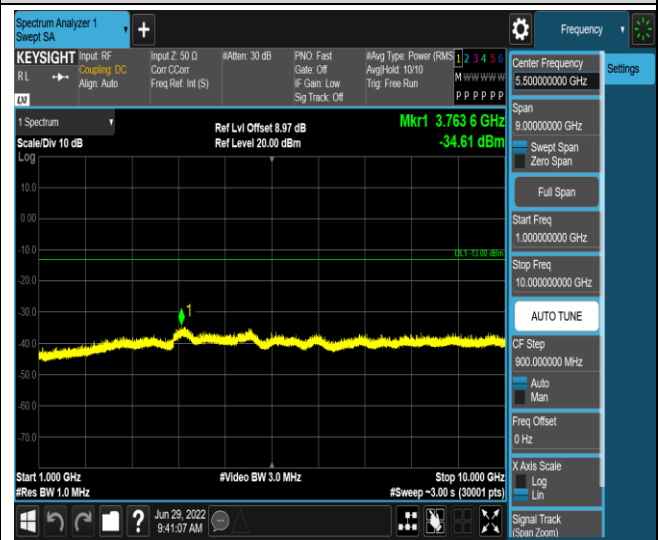 Spectrum Analyzer 1
Swept SA
+
Frequency
KEYSIGHT
RL
LXI
Input: RF
Coupling: DC
Align: Auto
Input Z: 50 Ω
Corr CCorr
Freq Ref: Int (S)
#Atten: 30 dB
PNO: Fast
Gate: Off
IF Gain: Low
Sig Track: Off
#Avg Type: Power (RMS
Avg|Hold: 10/10
Trig: Free Run
1 2 3 4 5 6
M W W W W W
P P P P P P
Center Frequency
5.500000000 GHz
Settings
Span
9.00000000 GHz
Swept Span
Zero Span
Full Span
Start Freq
1.000000000 GHz
Stop Freq
10.000000000 GHz
AUTO TUNE
CF Step
900.000000 MHz
Auto
Man
Freq Offset
0 Hz
X Axis Scale
Log
Lin
Signal Track
(Span Zoom)
1 Spectrum
Scale/Div 10 dB
Log
Ref Lvl Offset 8.97 dB
Ref Level 20.00 dBm
Mkr1 3.763 6 GHz
-34.61 dBm
10.0
0.00
-10.0
DL1 -13.00 dBm
-20.0
-30.0
1
-40.0
-50.0
-60.0
-70.0
Start 1.000 GHz
#Res BW 1.0 MHz
#Video BW 3.0 MHz
Stop 10.000 GHz
#Sweep ~3.00 s (30001 pts)
?
Jun 29, 2022
9:41:07 AM